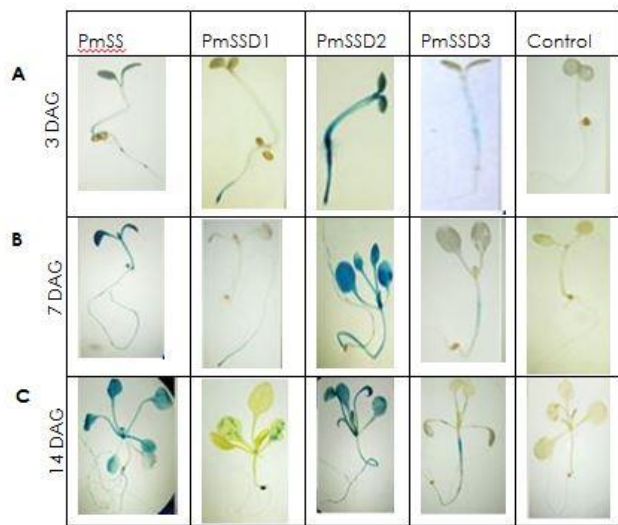 PmSS PmSSD1 PmSSD2 PmSSD3 Control
A
3 DAG
B
7 DAG
C
14 DAG